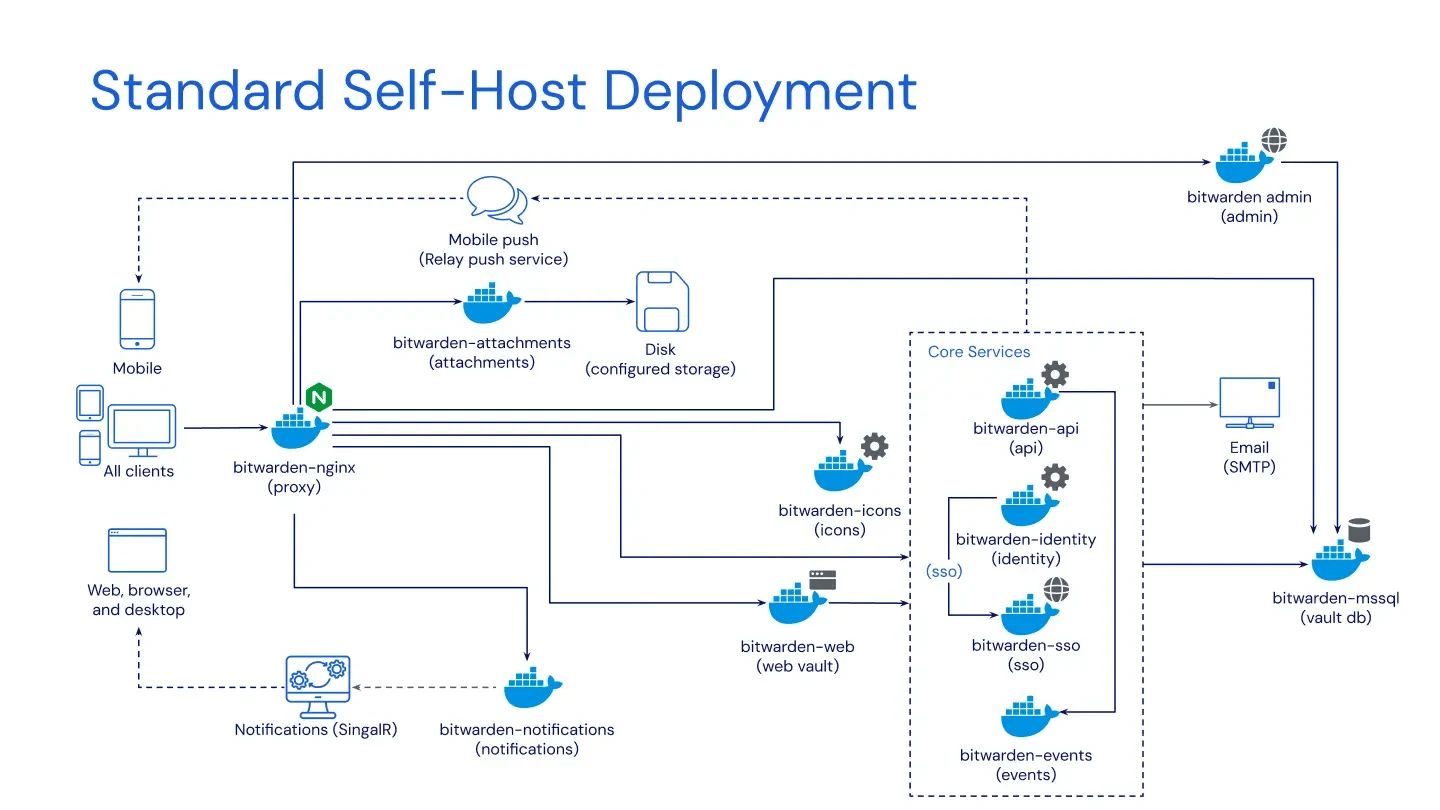 Standard Self-Host Deployment
bitwarden admin
(admin)
Mobile push
(Relay push service)
Mobile
bitwarden-attachments
(attachments)
Disk
(configured storage)
Core Services
All clients
N
bitwarden-nginx
(proxy)
bitwarden-api
(api)
Email
(SMTP)
bitwarden-icons
(icons)
bitwarden-identity
(identity)
(sso)
Web, browser,
and desktop
bitwarden-mssql
(vault db)
bitwarden-web
(web vault)
bitwarden-sso
(sso)
Notifications (SingalR)
bitwarden-notifications
(notifications)
bitwarden-events
(events)